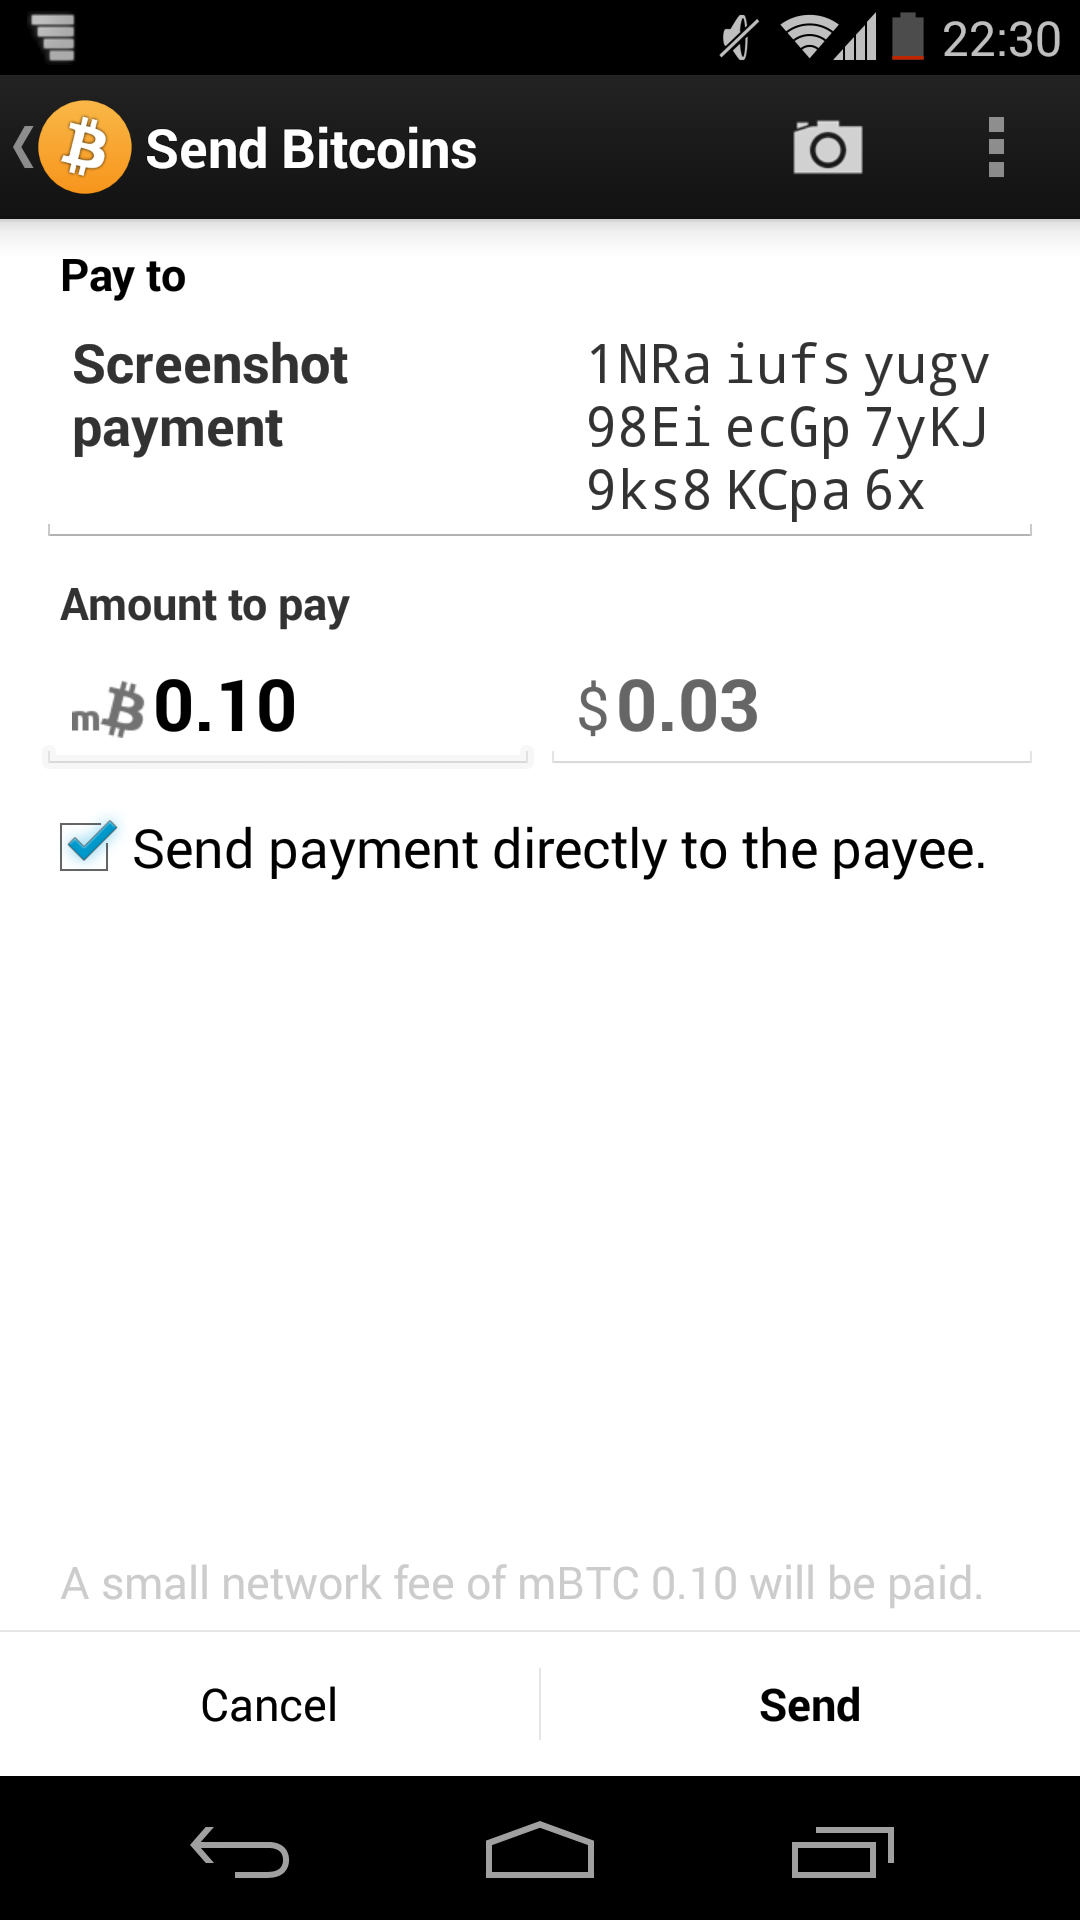 22:30
Send Bitcoins
Pay to
Screenshot
payment
1NRa iufs yugv
98Ei ecGp 7yKJ
9ks8 KCpa 6x
Amount to pay
m₿ 0.10 $ 0.03
Send payment directly to the payee.
A small network fee of mBTC 0.10 will be paid.
Cancel Send